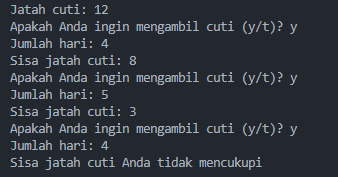 Jatah cuti: 12
Apakah Anda ingin mengambil cuti (y/t)? y
Jumlah hari: 4
Sisa jatah cuti: 8
Apakah Anda ingin mengambil cuti (y/t)? y
Jumlah hari: 5
Sisa jatah cuti: 3
Apakah Anda ingin mengambil cuti (y/t)? y
Jumlah hari: 4
Sisa jatah cuti Anda tidak mencukupi